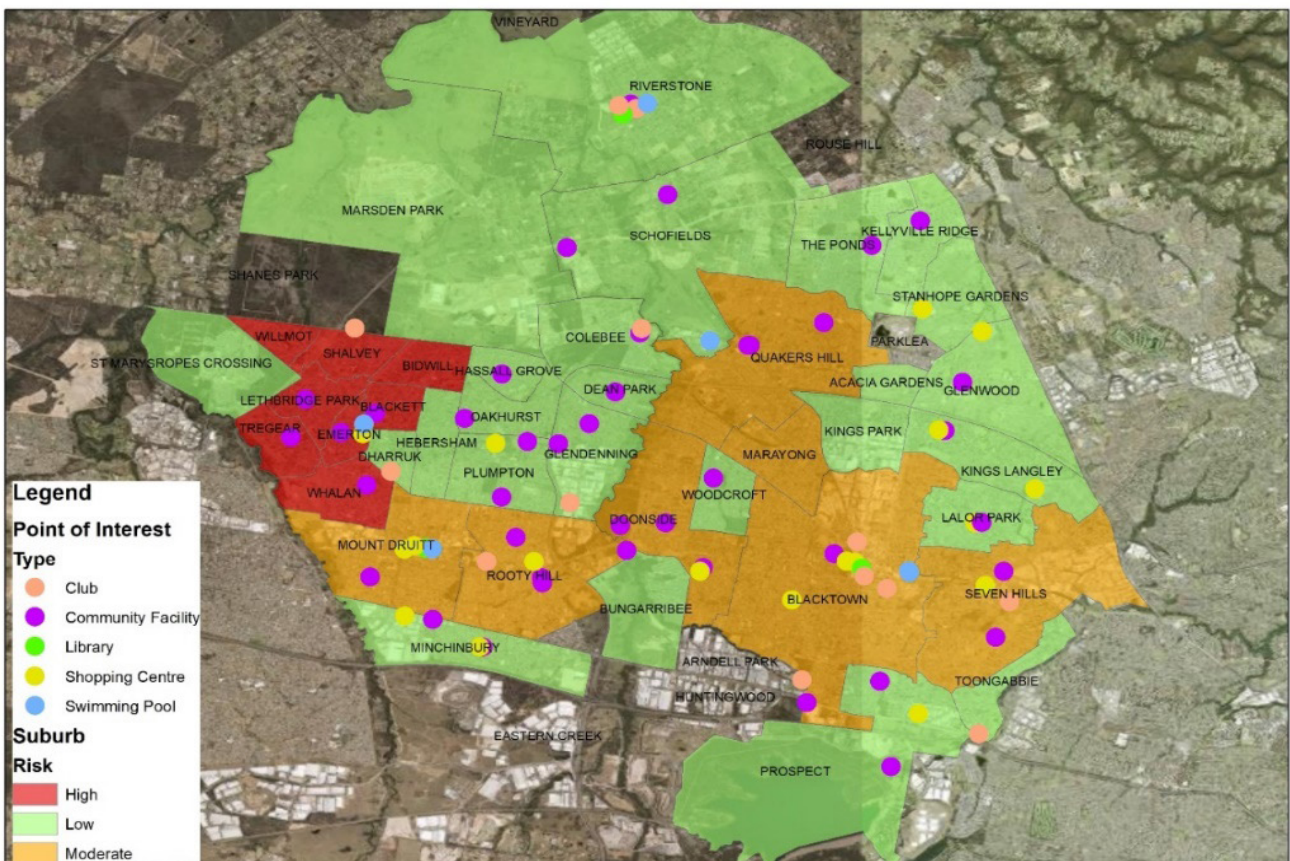 VINEYARD
RIVERSTONE
ROUSE HILL
MARSDEN PARK
SCHOFIELDS
KELLYVILLE RIDGE
THE PONDS
SHANES PARK
STANHOPE GARDENS
WILLMOT
COLEBEE
PARKLEA
SHALVEY
QUAKERS HILL
ST MARYS
ROPES CROSSING
BIDWILL
HASSALL GROVE
DEAN PARK
ACACIA GARDENS
GLENWOOD
LETHBRIDGE PARK
BLACKETT
OAKHURST
TREGEAR
EMERTON
HEBERSHAM
KINGS PARK
DHARRUK
GLENDENNING
MARAYONG
PLUMPTON
KINGS LANGLEY
WHALAN
WOODCROFT
DOONSIDE
LALOR PARK
MOUNT DRUITT
ROOTY HILL
BLACKTOWN
SEVEN HILLS
BUNGARRIBEE
MINCHINBURY
ARNDELL PARK
TOONGABBIE
HUNTINGWOOD
EASTERN CREEK
PROSPECT
Legend
Point of Interest
Type
Club
Community Facility
Library
Shopping Centre
Swimming Pool
Suburb
Risk
High
Low
Moderate